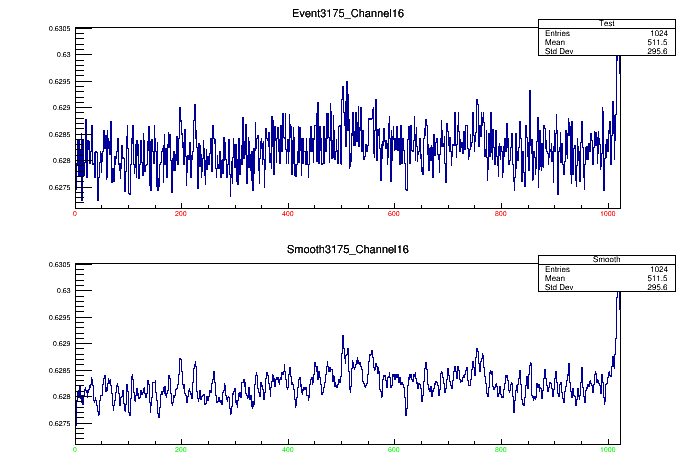 Event3175_Channel16
Test
Entries 1024
Mean 511.5
Std Dev 295.6
0.6305
0.63
0.6295
0.629
0.6285
0.628
0.6275
0 200 400 600 800 1000
Smooth3175_Channel16
Smooth
Entries 1024
Mean 511.5
Std Dev 295.6
0.6305
0.63
0.6295
0.629
0.6285
0.628
0.6275
0 200 400 600 800 1000